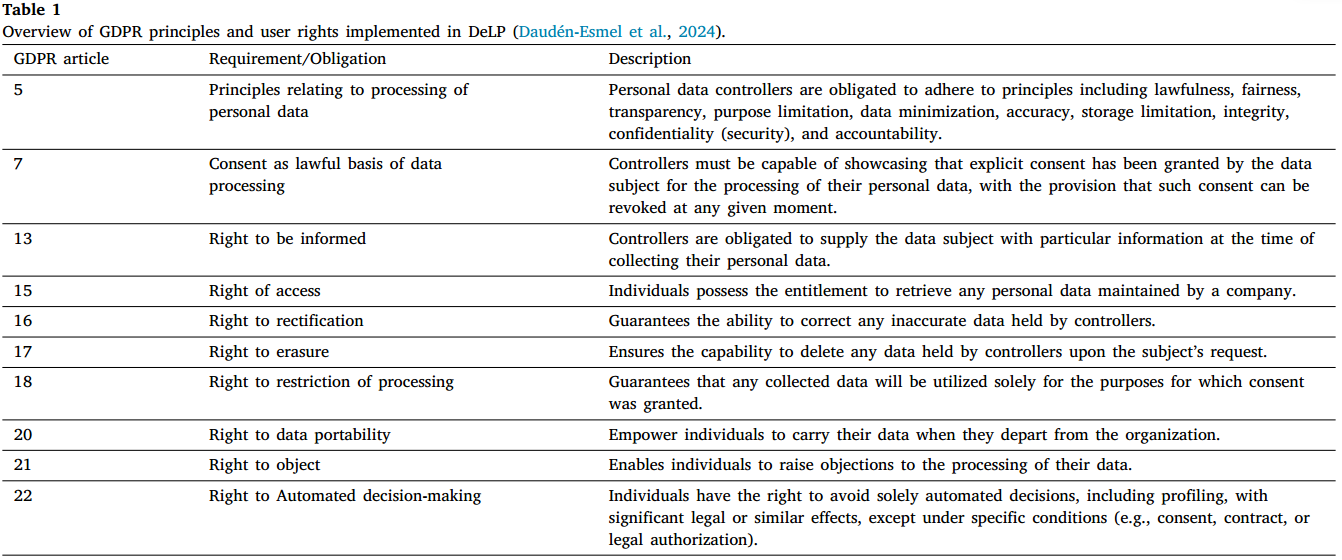 Table 1
Overview of GDPR principles and user rights implemented in DeLP (Daudén-Esmel et al., 2024).
GDPR article Requirement/Obligation Description
5 Principles relating to processing of Personal data controllers are obligated to adhere to principles including lawfulness, fairness,
personal data transparency, purpose limitation, data minimization, accuracy, storage limitation, integrity,
confidentiality (security), and accountability.
7 Consent as lawful basis of data Controllers must be capable of showcasing that explicit consent has been granted by the data
processing subject for the processing of their personal data, with the provision that such consent can be
revoked at any given moment.
13 Right to be informed Controllers are obligated to supply the data subject with particular information at the time of
collecting their personal data.
15 Right of access Individuals possess the entitlement to retrieve any personal data maintained by a company.
16 Right to rectification Guarantees the ability to correct any inaccurate data held by controllers.
17 Right to erasure Ensures the capability to delete any data held by controllers upon the subject's request.
18 Right to restriction of processing Guarantees that any collected data will be utilized solely for the purposes for which consent
was granted.
20 Right to data portability Empower individuals to carry their data when they depart from the organization.
21 Right to object Enables individuals to raise objections to the processing of their data.
22 Right to Automated decision-making Individuals have the right to avoid solely automated decisions, including profiling, with
significant legal or similar effects, except under specific conditions (e.g., consent, contract, or
legal authorization).